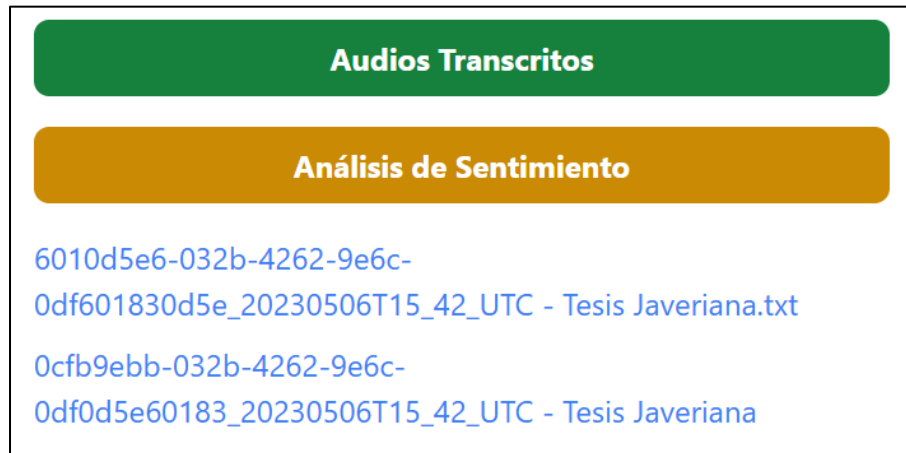 Audios Transcritos
Análisis de Sentimiento
6010d5e6-032b-4262-9e6c-
0df601830d5e_20230506T15_42_UTC - Tesis Javeriana.txt
0cfb9ebb-032b-4262-9e6c-
0df0d5e60183_20230506T15_42_UTC - Tesis Javeriana